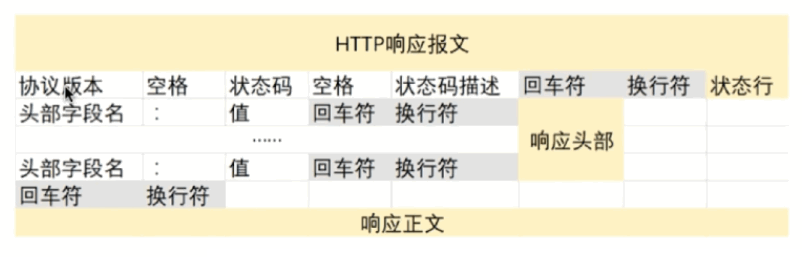 HTTP响应报文
协议版本 空格 状态码 空格 状态码描述 回车符 换行符 状态行
头部字段名 : 值 回车符 换行符
······
响应头部
头部字段名 : 值 回车符 换行符
回车符 换行符
响应正文